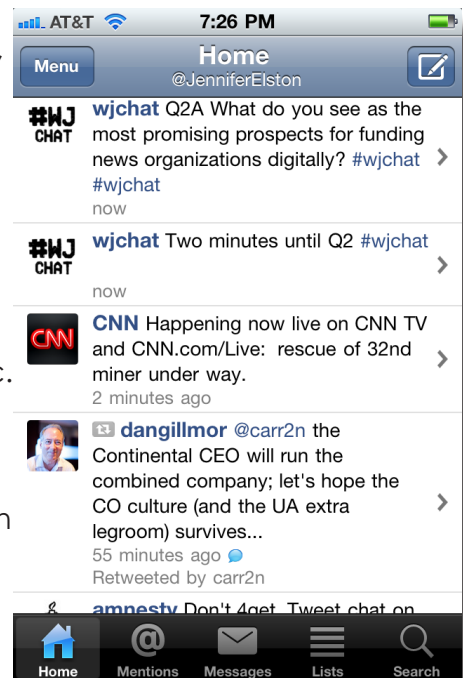 AT&T 7:26 PM
Menu Home
@JenniferElston
#WJ
CHAT
wjchat Q2A What do you see as the
most promising prospects for funding
news organizations digitally? #wjchat
#wjchat
now
#WJ
CHAT
wjchat Two minutes until Q2 #wjchat
now
CNN
CNN Happening now live on CNN TV
and CNN.com/Live: rescue of 32nd
miner under way.
2 minutes ago
c.
dangillmor @carr2n the
Continental CEO will run the
combined company; let's hope the
CO culture (and the UA extra
legroom) survives...
n
55 minutes ago
Retweeted by carr2n
amnesty Don't 4get. Tweet chat on
Home Mentions Messages Lists Search